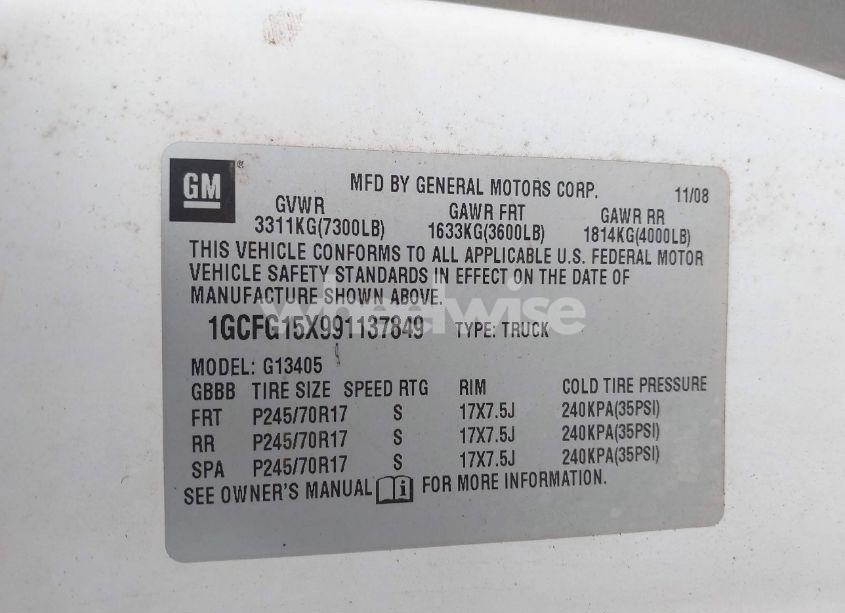 GM®
MFD BY GENERAL MOTORS CORP. 11/08
GVWR GAWR FRT GAWR RR
3311KG(7300LB) 1633KG(3600LB) 1814KG(4000LB)
THIS VEHICLE CONFORMS TO ALL APPLICABLE U.S. FEDERAL MOTOR
VEHICLE SAFETY STANDARDS IN EFFECT ON THE DATE OF
MANUFACTURE SHOWN ABOVE.
wheelwise
1GCFG15X991137849 TYPE: TRUCK
MODEL: G13405
GBBB TIRE SIZE SPEED RTG RIM COLD TIRE PRESSURE
FRT P245/70R17 S 17X7.5J 240KPA(35PSI)
RR P245/70R17 S 17X7.5J 240KPA(35PSI)
SPA P245/70R17 S 17X7.5J 240KPA(35PSI)
SEE OWNER'S MANUAL i FOR MORE INFORMATION.